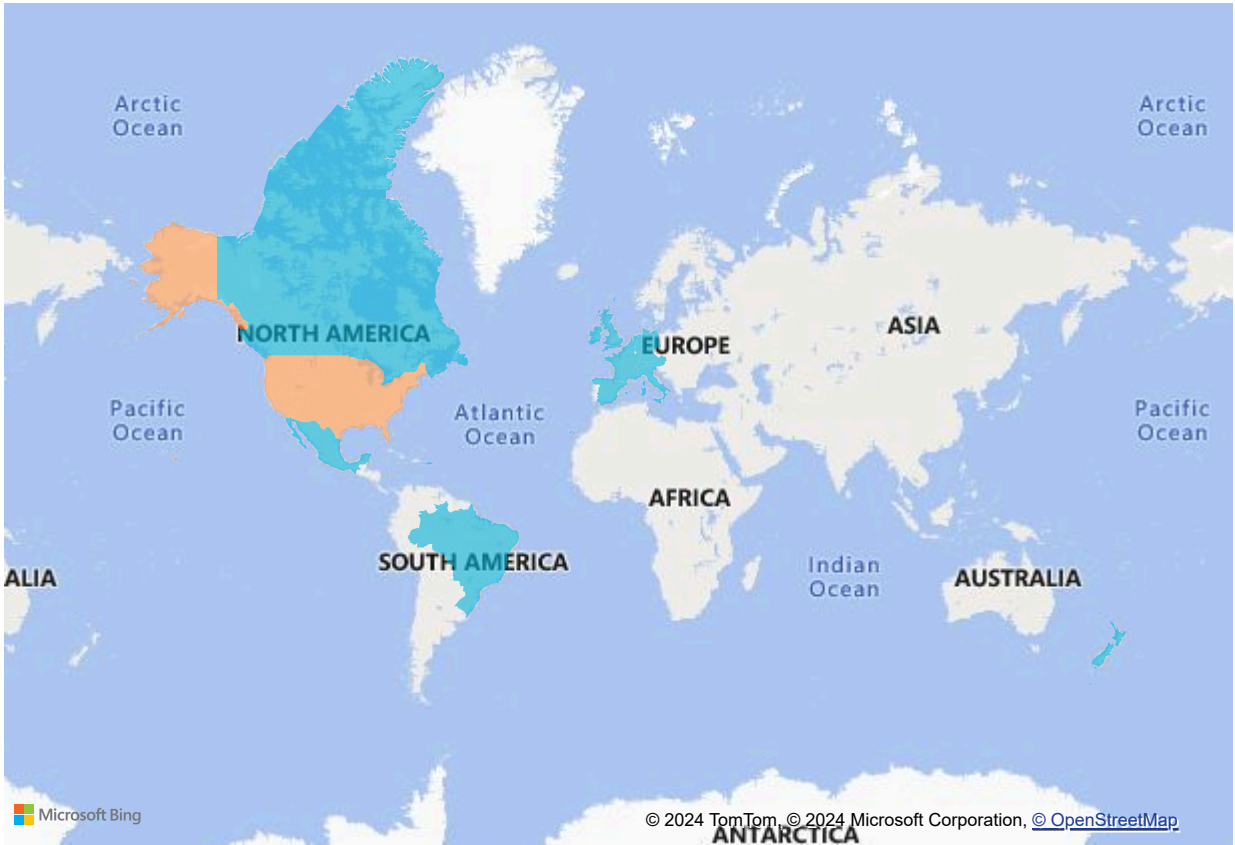 Arctic
Ocean
Arctic
Ocean
NORTH AMERICA
EUROPE
ASIA
Pacific
Ocean
Atlantic
Ocean
Pacific
Ocean
AFRICA
SOUTH AMERICA
Indian
Ocean
ALIA
AUSTRALIA
Microsoft Bing
© 2024 TomTom, © 2024 Microsoft Corporation, © OpenStreetMap
ANTARCTICA